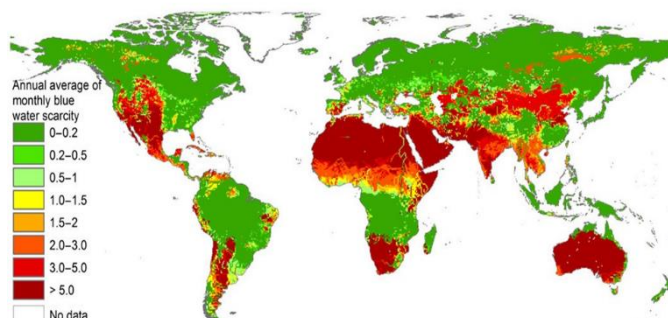 Annual average of
monthly blue
water scarcity
0–0.2
0.2–0.5
0.5–1
1.0–1.5
1.5–2
2.0–3.0
3.0–5.0
> 5.0
No data